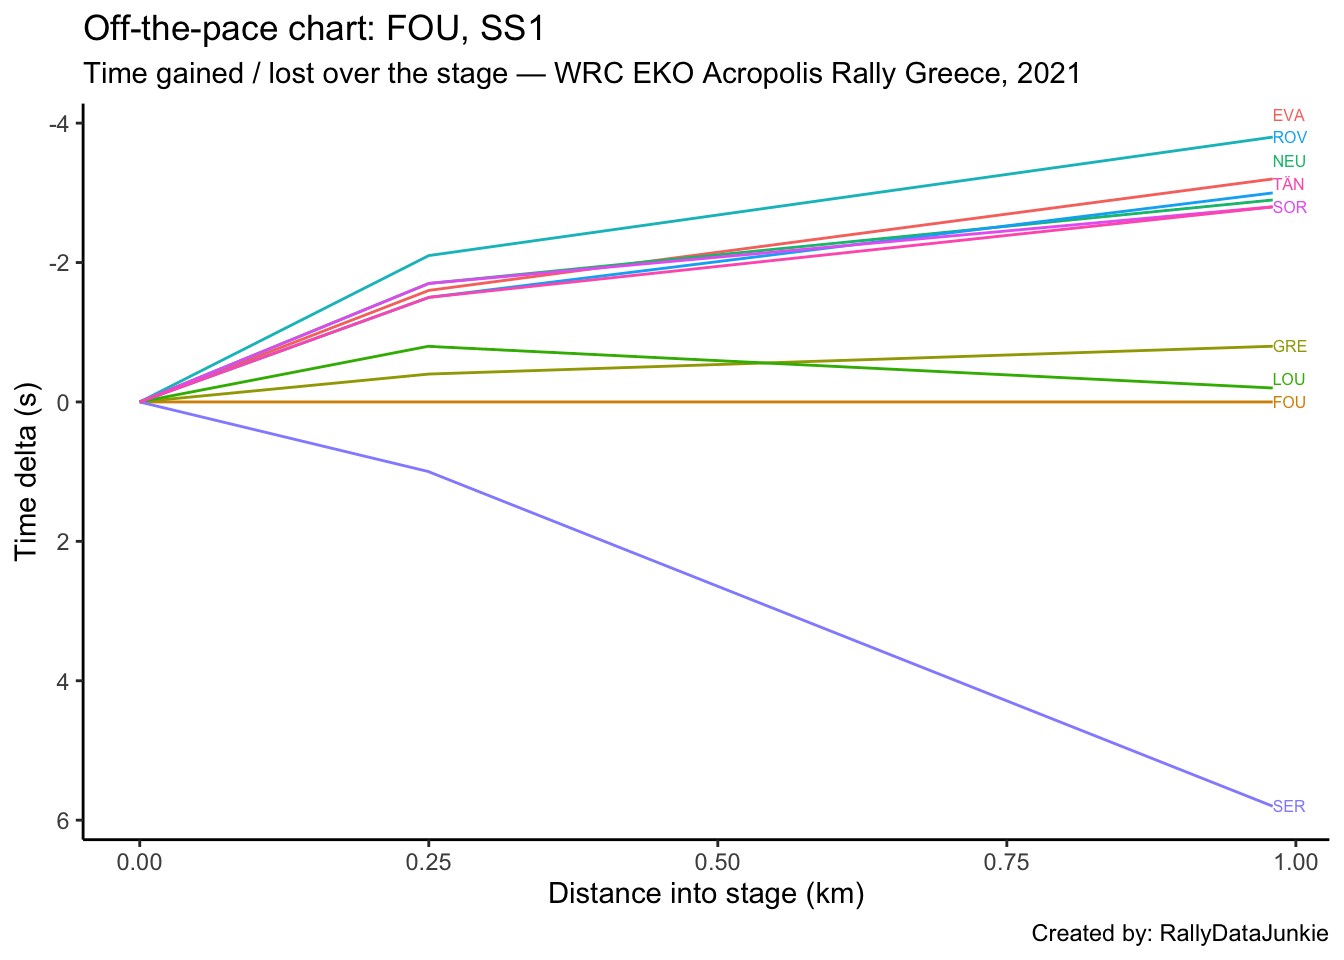 Off-the-pace chart: FOU, SS1
Time gained / lost over the stage — WRC EKO Acropolis Rally Greece, 2021
Time delta (s)
-4
-2
0
2
4
6
EVA
ROV
NEU
TÄN
SOR
GRE
LOU
FOU
SER
0.00 0.25 0.50 0.75 1.00
Distance into stage (km)
Created by: RallyDataJunkie